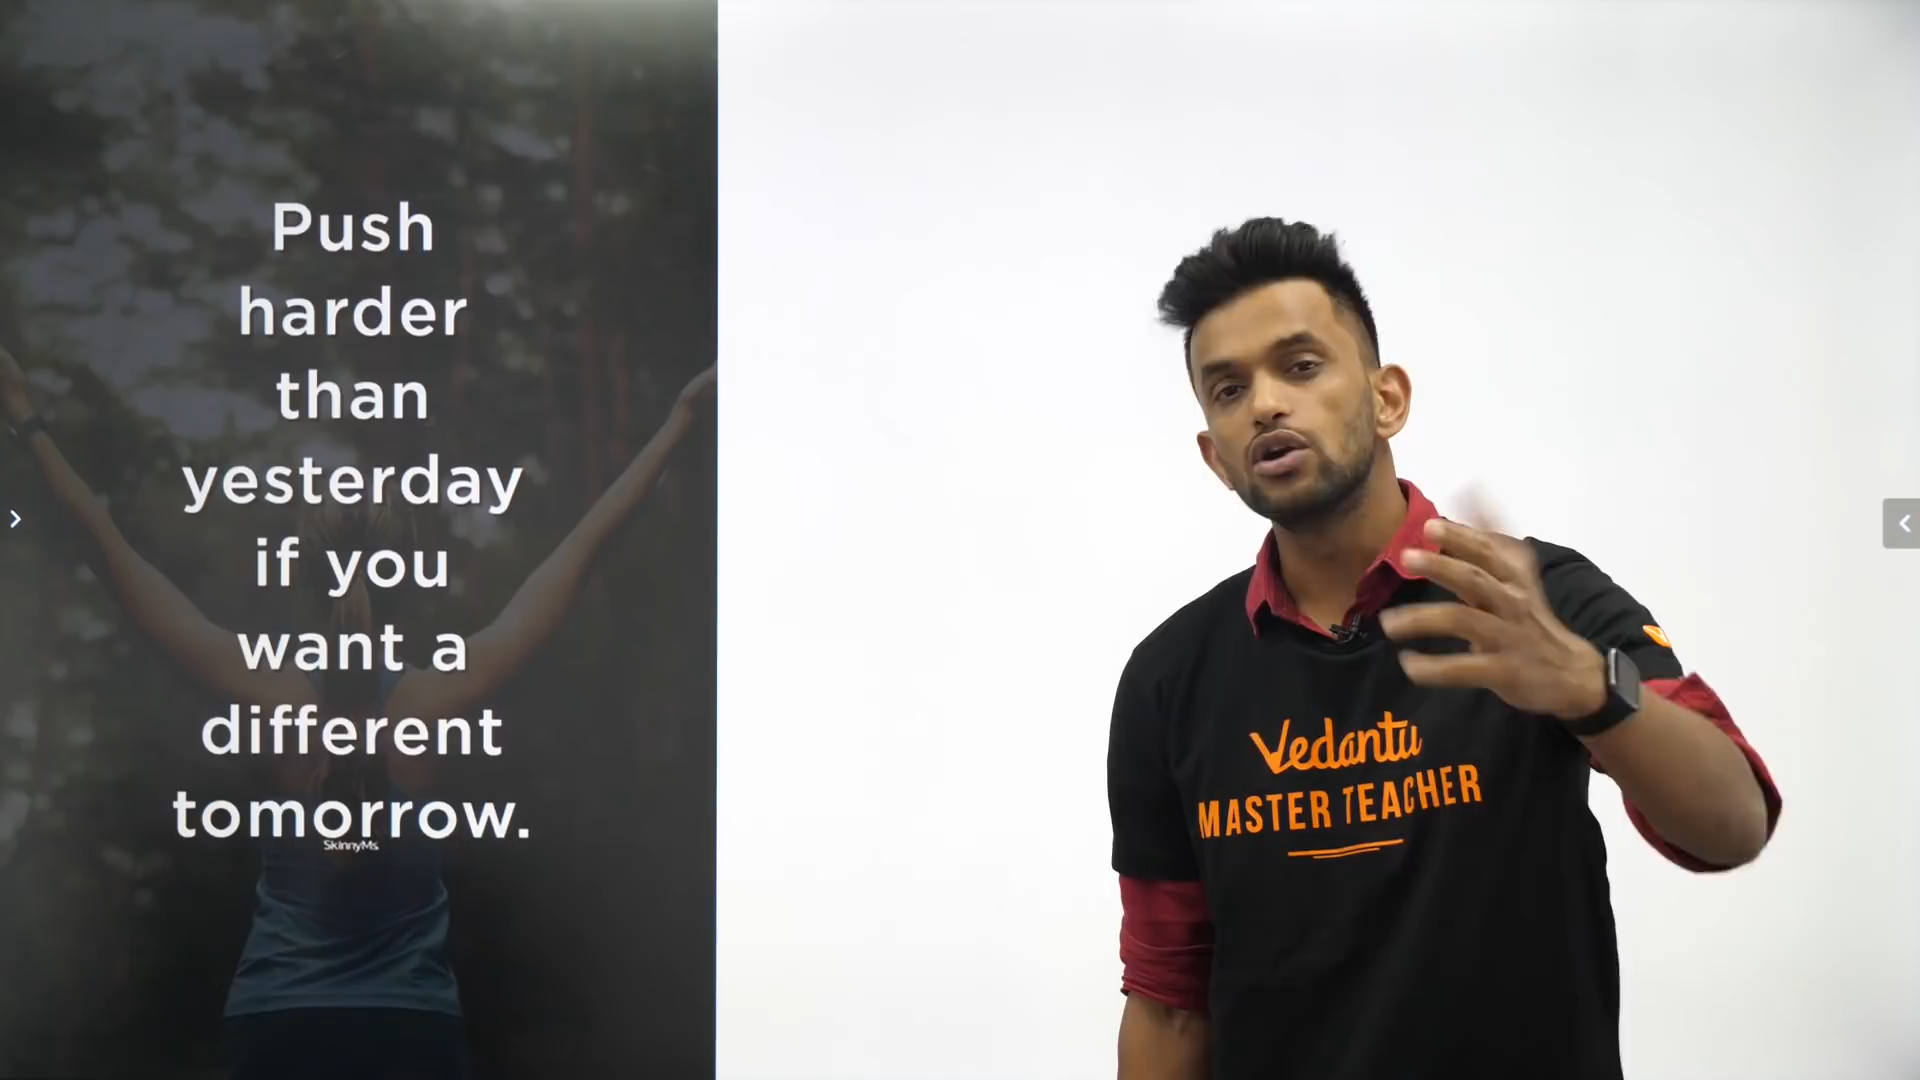 Push
harder
than
yesterday
if you
want a
different
tomorrow.
SkinnyMs.
Vedantu
MASTER TEACHER